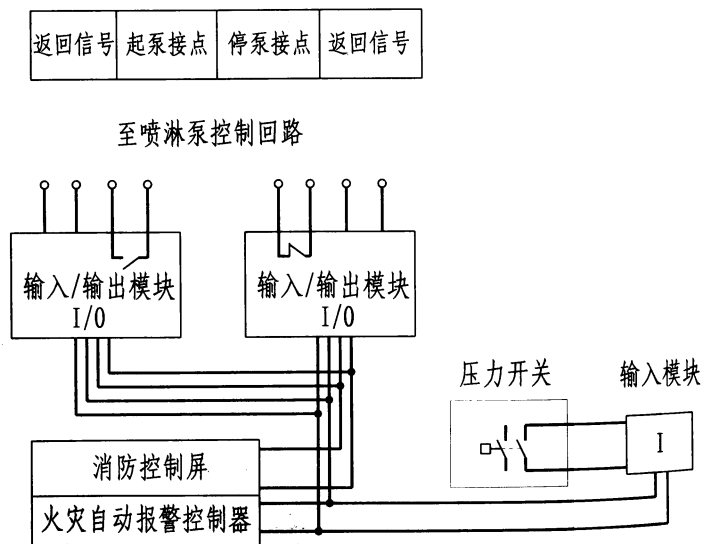 返回信号 起泵接点 停泵接点 返回信号
至喷淋泵控制回路
输入/输出模块
I/O
输入/输出模块
I/O
压力开关
输入模块
I
消防控制屏
火灾自动报警控制器